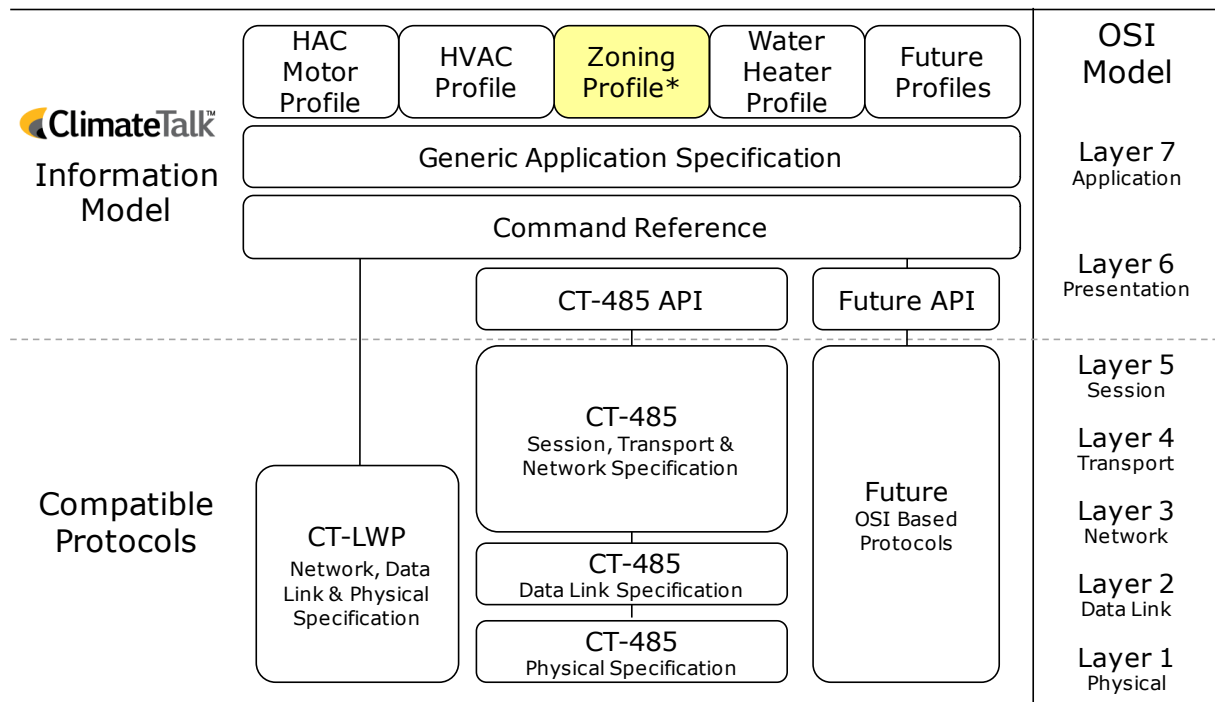 HAC
Motor
Profile
HVAC
Profile
Zoning
Profile*
Water
Heater
Profile
Future
Profiles
OSI
Model
ClimateTalk™
Information
Model
Generic Application Specification
Layer 7
Application
Command Reference
Layer 6
Presentation
CT-485 API
Future API
Compatible
Protocols
CT-LWP
Network, Data
Link & Physical
Specification
CT-485
Session, Transport &
Network Specification
CT-485
Data Link Specification
CT-485
Physical Specification
Future
OSI Based
Protocols
Layer 5
Session
Layer 4
Transport
Layer 3
Network
Layer 2
Data Link
Layer 1
Physical